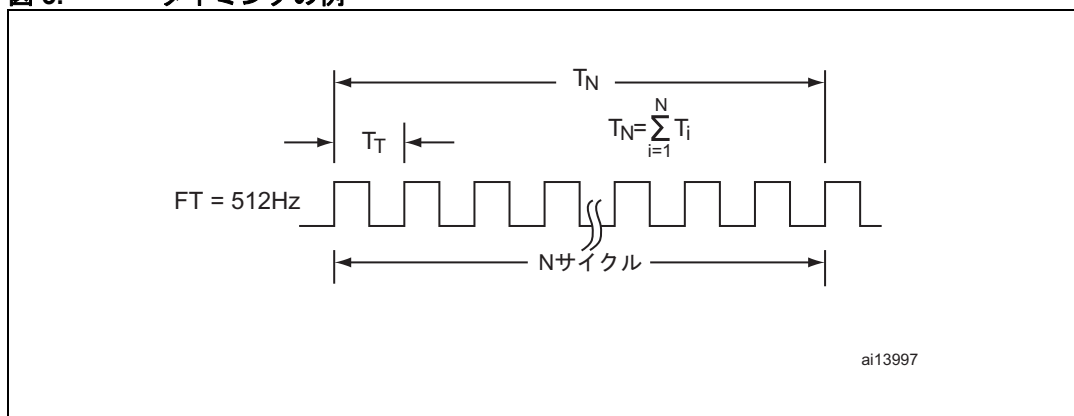 T_N
T_N=∑_{i=1}^{N} T_i
T_T
FT = 512Hz
Nサイクル
ai13997